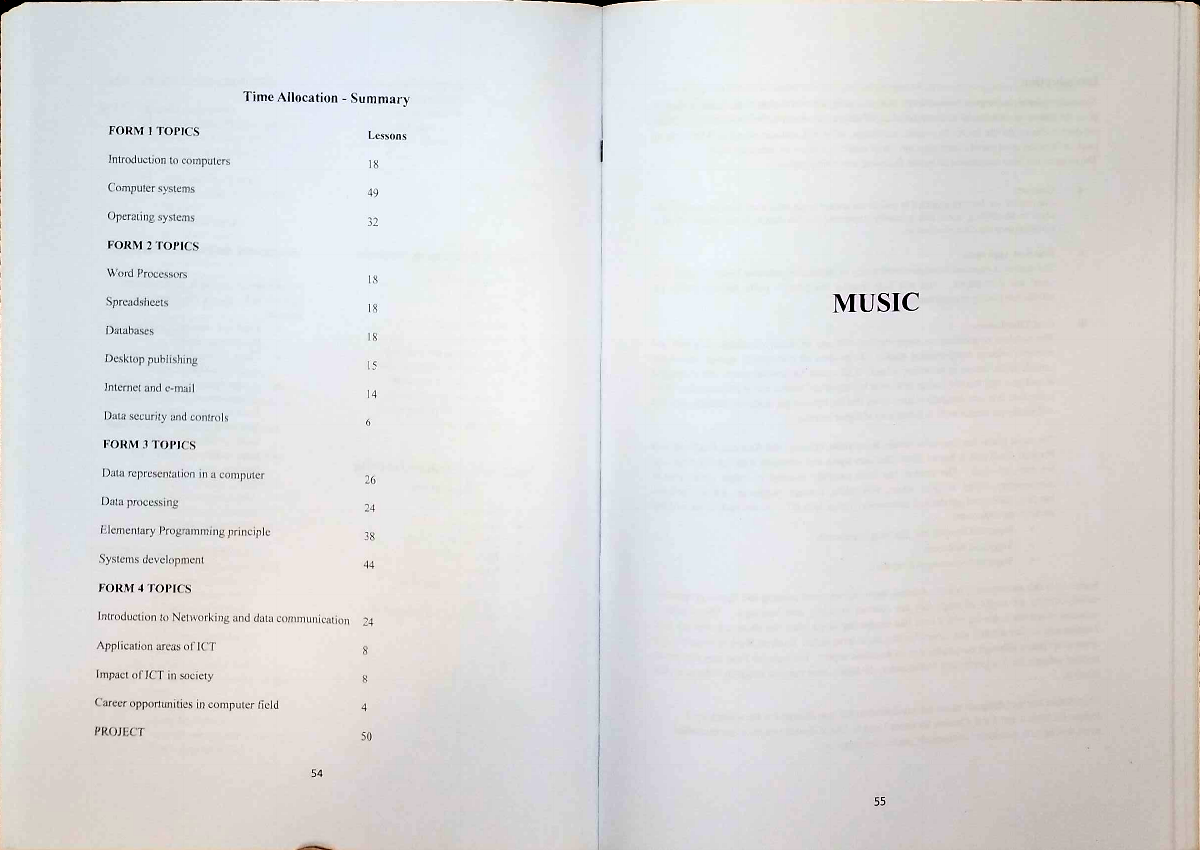 Time Allocation - Summary
FORM 1 TOPICS Lessons
Introduction to computers 18
Computer systems 49
Operating systems 32
FORM 2 TOPICS
Word Processors 18
Spreadsheets 18
Databases 18
Desktop publishing 15
Internet and e-mail 14
Data security and controls 6
FORM 3 TOPICS
Data representation in a computer 26
Data processing 24
Elementary Programming principle 38
Systems development 44
FORM 4 TOPICS
Introduction to Networking and data communication 24
Application areas of ICT 8
Impact of ICT in society 8
Career opportunities in computer field 4
PROJECT 50
54
MUSIC
55